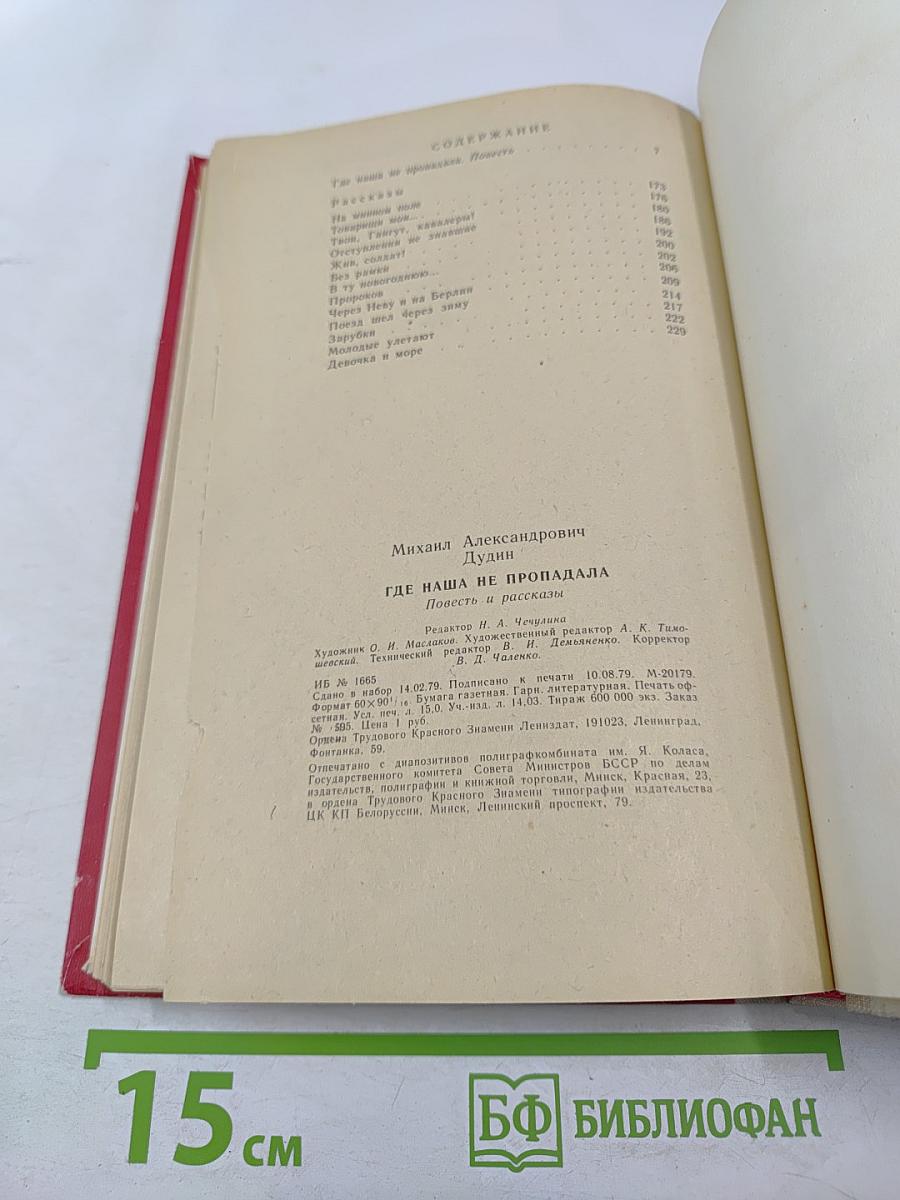 СОДЕРЖАНИЕ
Где наша не пропадала. Повесть 7
Рассказы
На минном поле 173
Товарищи мои... 176
Твои, Гангут, кавалеры! 180
Отступлений не знавшие 186
Жив, солдат! 192
Без рамки 200
В ту новогоднюю... 202
Пророков 206
Через Неву и на Берлин 209
Поезд шел через зиму 214
Зарубки 217
Молодые улетают 222
Девочка и море 229
Михаил Александрович
Дудин
ГДЕ НАША НЕ ПРОПАДАЛА
Повесть и рассказы
Редактор Н. А. Чечулина
Художник О. И. Маслаков. Художественный редактор А. К. Тимо-
шевский. Технический редактор В. И. Демьяненко. Корректор
В. Д. Чаленко.
ИБ № 1665
Сдано в набор 14.02.79. Подписано к печати 10.08.79. М-20179.
Формат 60×90 1/16. Бумага газетная. Гарн. литературная. Печать оф-
сетная. Усл. печ. л. 15,0. Уч.-изд. л. 14,03. Тираж 600 000 экз. Заказ
№ 595. Цена 1 руб.
Ордена Трудового Красного Знамени Лениздат, 191023, Ленинград,
Фонтанка, 59.
Отпечатано с диапозитивов полиграфкомбината им. Я. Коласа,
Государственного комитета Совета Министров БССР по делам
издательств, полиграфии и книжной торговли, Минск, Красная, 23,
в ордена Трудового Красного Знамени типографии издательства
ЦК КП Белоруссии, Минск, Ленинский проспект, 79.
15 см
БФ БИБЛИОФАН